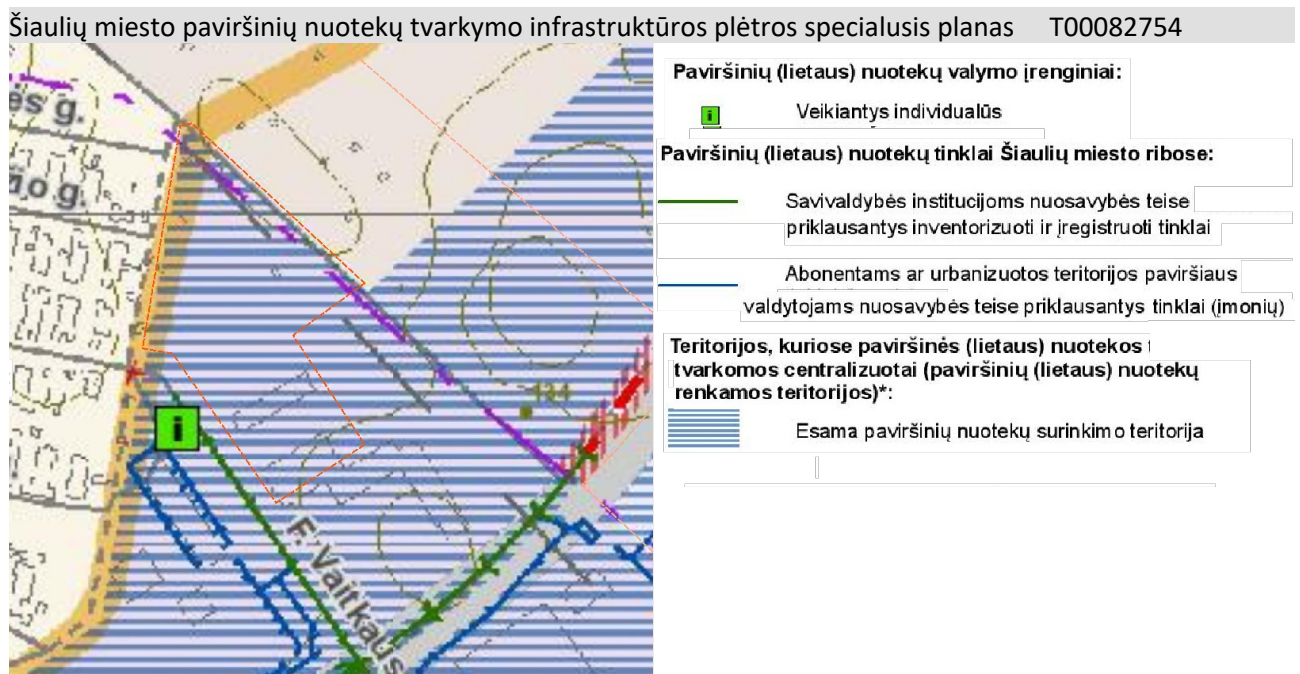 Šiaulių miesto paviršinių nuotekų tvarkymo infrastruktūros plėtros specialusis planas T00082754
Paviršinių (lietaus) nuotekų valymo įrenginiai:
i
Veikiantys individualūs
Paviršinių (lietaus) nuotekų tinklai Šiaulių miesto ribose:
Savivaldybės institucijoms nuosavybės teise
priklausantys inventorizuoti ir įregistruoti tinklai
Abonentams ar urbanizuotos teritorijos paviršiaus
valdytojams nuosavybės teise priklausantys tinklai (įmonių)
Teritorijos, kuriose paviršinės (lietaus) nuotekos
tvarkomos centralizuotai (paviršinių (lietaus) nuotekų
renkamos teritorijos)*:
Esama paviršinių nuotekų surinkimo teritorija
ės g.
io g.
134
i
F. Vaitkaus